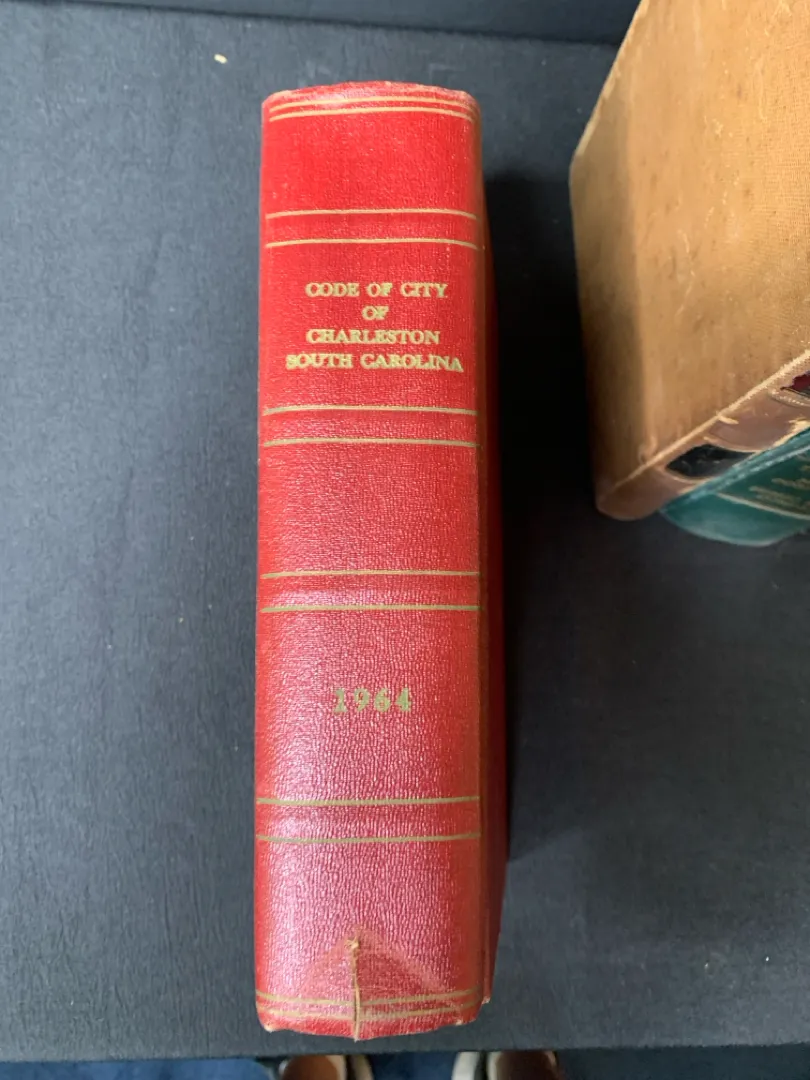 CODE OF CITY
OF
CHARLESTON
SOUTH CAROLINA
1964